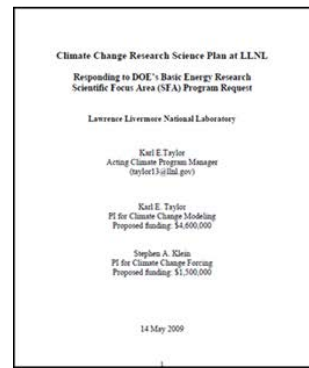 Climate Change Research Science Plan at LLNL
Responding to DOE's Basic Energy Research
Scientific Focus Area (SFA) Program Request
Lawrence Livermore National Laboratory
Karl E.Taylor
Acting Climate Program Manager
(taylor13@llnl.gov)
Karl E. Taylor
PI for Climate Change Modeling
Proposed funding: $4,600,000
Stephen A. Klein
PI for Climate Change Forcing
Proposed funding: $1,500,000
14 May 2009
1